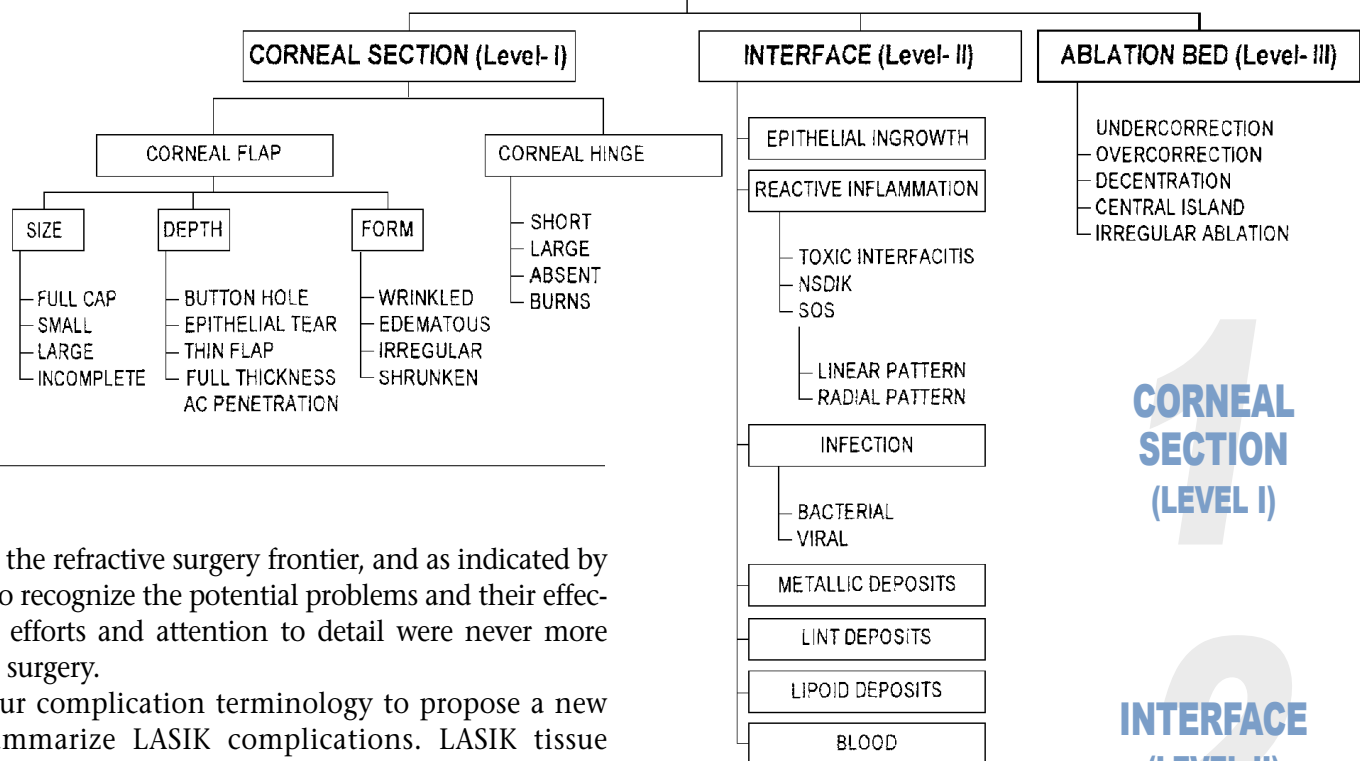 CORNEAL SECTION (Level- I)
INTERFACE (Level- II)
ABLATION BED (Level- III)
CORNEAL FLAP
CORNEAL HINGE
SIZE
DEPTH
FORM
FULL CAP
SMALL
LARGE
INCOMPLETE
BUTTON HOLE
EPITHELIAL TEAR
THIN FLAP
FULL THICKNESS
AC PENETRATION
WRINKLED
EDEMATOUS
IRREGULAR
SHRUNKEN
SHORT
LARGE
ABSENT
BURNS
EPITHELIAL INGROWTH
REACTIVE INFLAMMATION
TOXIC INTERFACITIS
NSDIK
SOS
LINEAR PATTERN
RADIAL PATTERN
INFECTION
BACTERIAL
VIRAL
METALLIC DEPOSITS
LINT DEPOSITS
LIPOID DEPOSITS
BLOOD
UNDERCORRECTION
OVERCORRECTION
DECENTRATION
CENTRAL ISLAND
IRREGULAR ABLATION
the refractive surgery frontier, and as indicated by
o recognize the potential problems and their effec-
efforts and attention to detail were never more
surgery.
ur complication terminology to propose a new
mmarize LASIK complications. LASIK tissue
1
CORNEAL
SECTION
(LEVEL I)
2
INTERFACE
(LEVEL II)